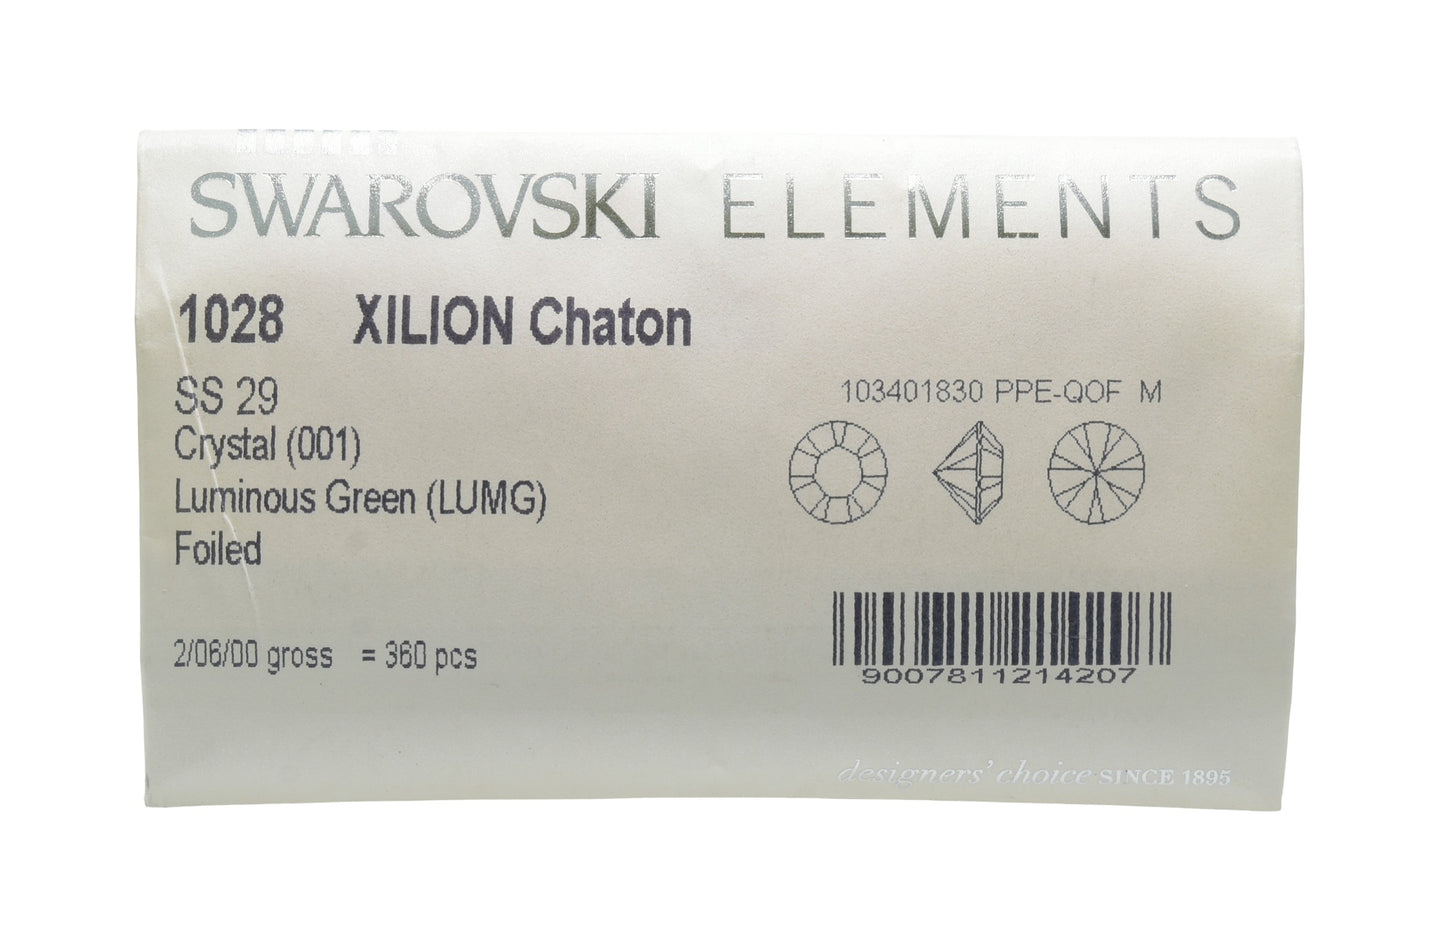 SWAROVSKI ELEMENTS
1028 XILION Chaton
SS 29
Crystal (001)
Luminous Green (LUMG)
Foiled
2/06/00 gross = 360 pcs
103401830 PPE-QOF M
9007811214207
designers' choice SINCE 1895